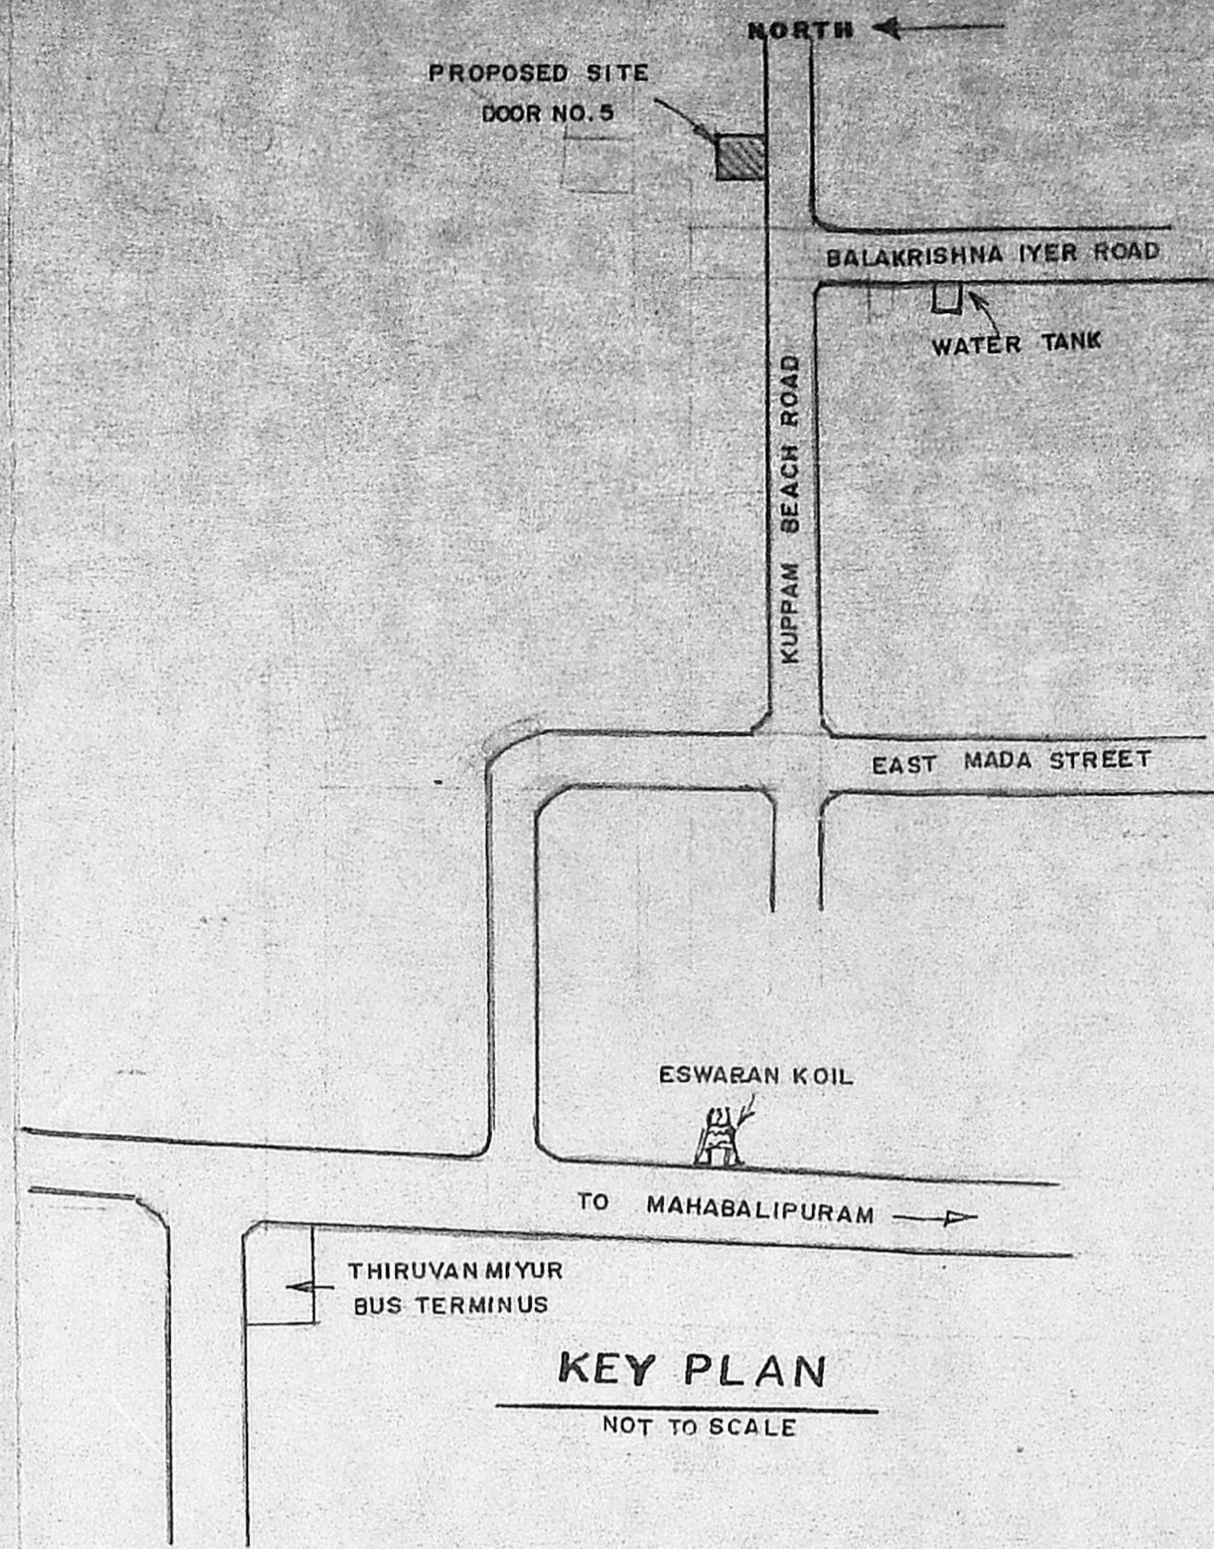 NORTH
PROPOSED SITE
DOOR NO. 5
BALAKRISHNA IYER ROAD
WATER TANK
KUPPAM BEACH ROAD
EAST MADA STREET
ESWARAN KOIL
TO MAHABALIPURAM
THIRUVANMIYUR
BUS TERMINUS
KEY PLAN
NOT TO SCALE